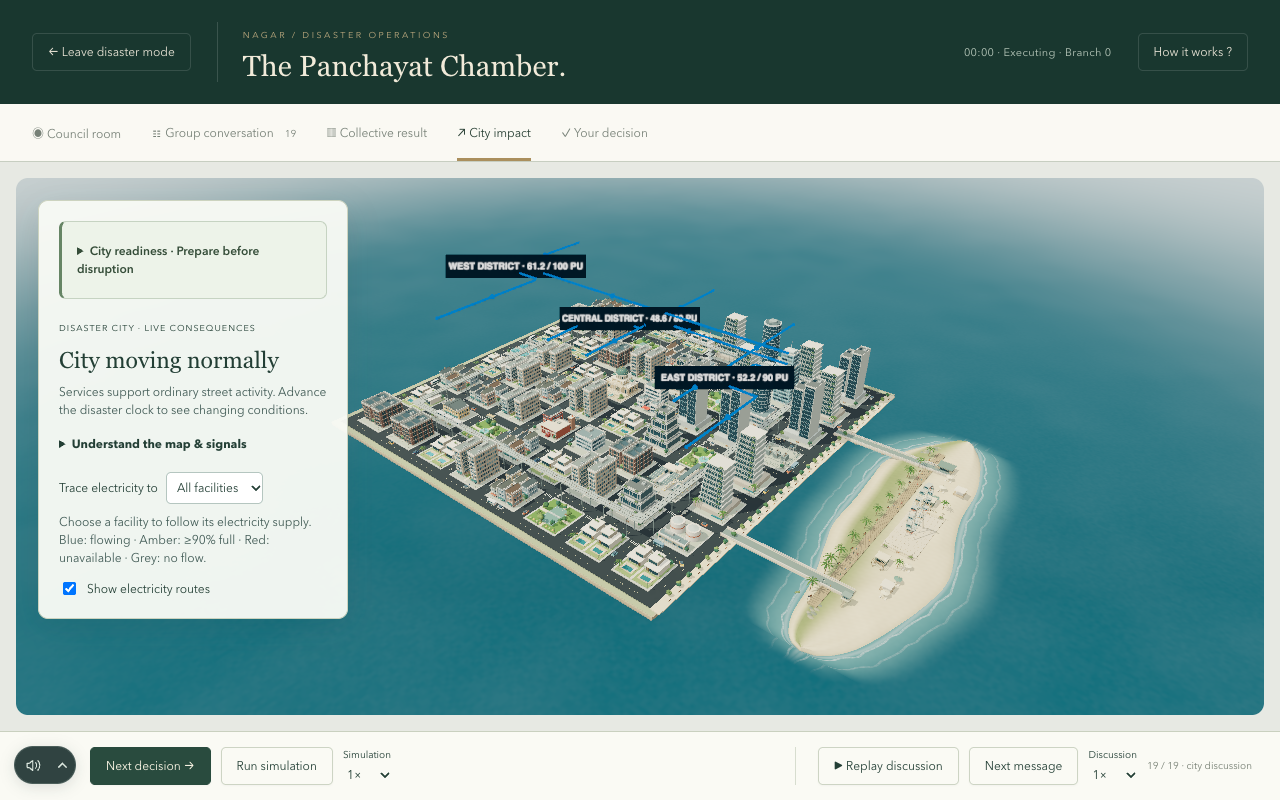 ← Leave disaster mode
NAGAR / DISASTER OPERATIONS
The Panchayat Chamber.
00:00 · Executing · Branch 0
How it works ?
Council room
Group conversation 19
Collective result
↗ City impact
✓ Your decision
▶ City readiness · Prepare before
disruption
DISASTER CITY · LIVE CONSEQUENCES
City moving normally
Services support ordinary street activity. Advance
the disaster clock to see changing conditions.
▶ Understand the map & signals
Trace electricity to All facilities
Choose a facility to follow its electricity supply.
Blue: flowing · Amber: ≥90% full · Red:
unavailable · Grey: no flow.
Show electricity routes
WEST DISTRICT · 61.2 / 100 PU
CENTRAL DISTRICT · 48.6 / PU
EAST DISTRICT · 52.2 / 90 PU
Next decision →
Run simulation
Simulation
1×
▶ Replay discussion
Next message
Discussion
1×
19 / 19 · city discussion